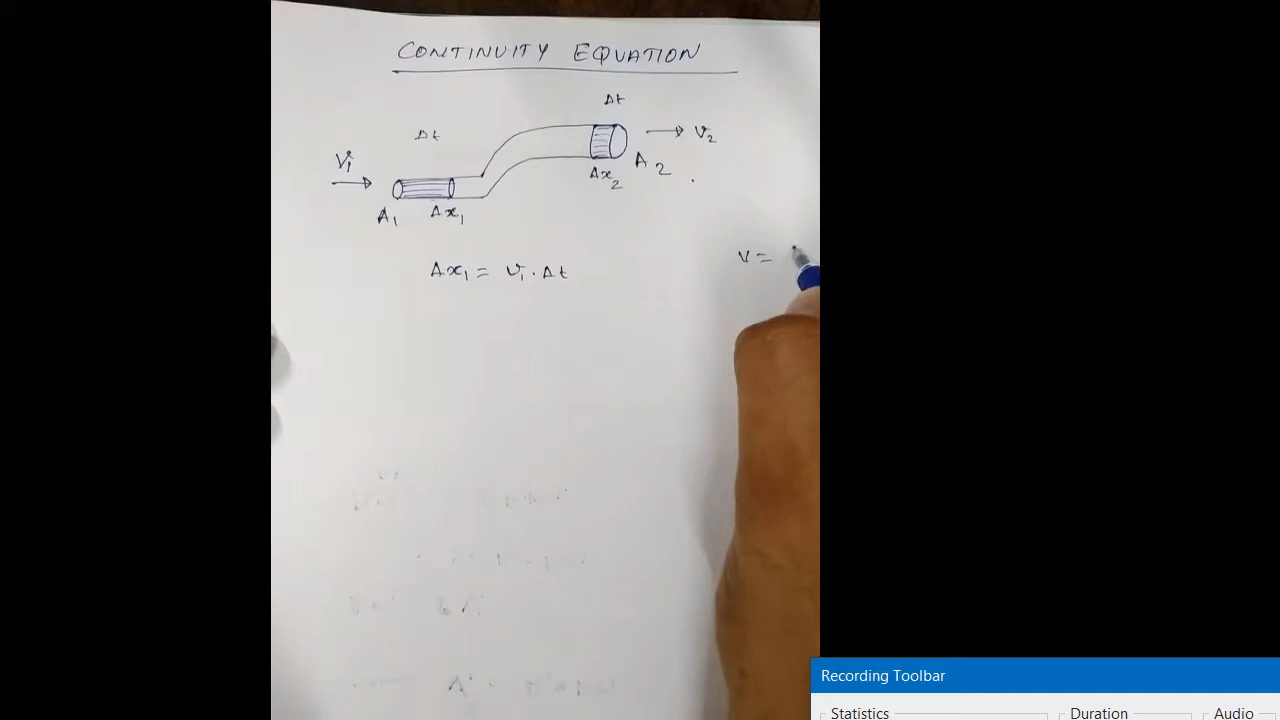 CONTINUITY EQUATION
Δt
Δt
V₁
V₂
A₁
Δx₁
Δx₂
A₂
Δx₁ = V₁ . Δt
V =
Recording Toolbar
Statistics
Duration
Audio